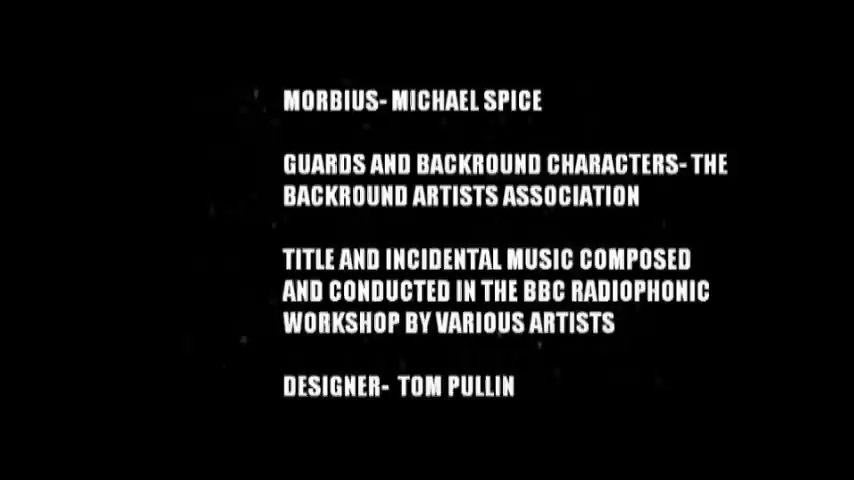 MORBIUS- MICHAEL SPICE
GUARDS AND BACKROUND CHARACTERS- THE
BACKROUND ARTISTS ASSOCIATION
TITLE AND INCIDENTAL MUSIC COMPOSED
AND CONDUCTED IN THE BBC RADIOPHONIC
WORKSHOP BY VARIOUS ARTISTS
DESIGNER- TOM PULLIN